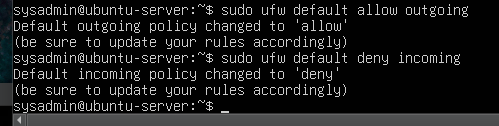 sysadmin@ubuntu-server:~$ sudo ufw default allow outgoing
Default outgoing policy changed to 'allow'
(be sure to update your rules accordingly)
sysadmin@ubuntu-server:~$ sudo ufw default deny incoming
Default incoming policy changed to 'deny'
(be sure to update your rules accordingly)
sysadmin@ubuntu-server:~$ _